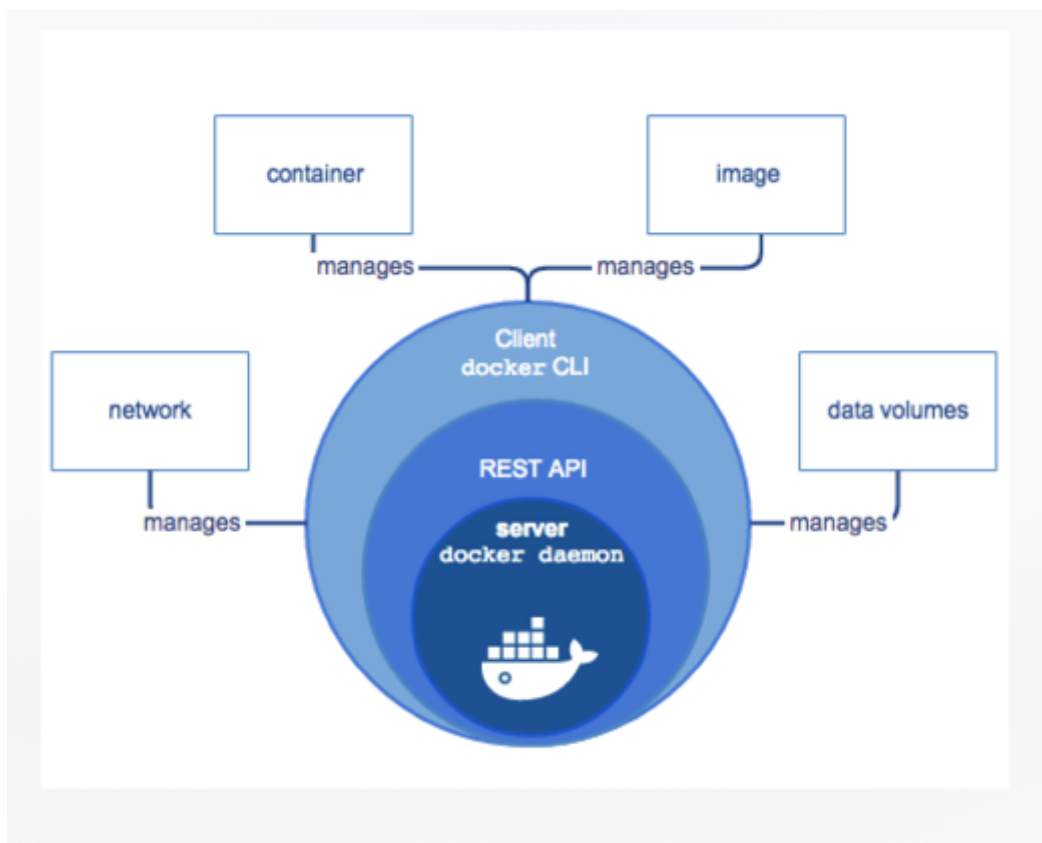 container
image
manages
manages
Client
docker CLI
network
data volumes
REST API
manages
server
docker daemon
manages